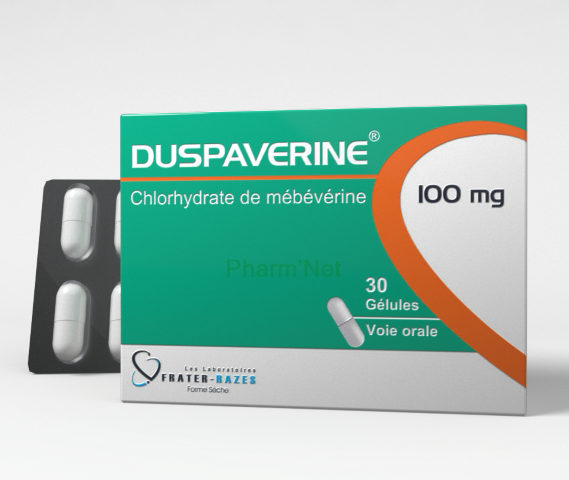 DUSPAVERINE®
Chlorhydrate de mébévérine
100 mg
Pharm'Net
30
Gélules
Voie orale
Les Laboratoires
FRATER-RAZES
Forme Sèche